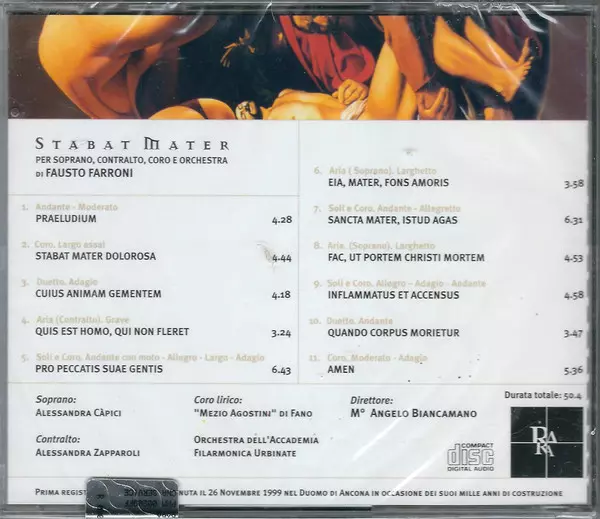 STABAT MATER
PER SOPRANO, CONTRALTO, CORO E ORCHESTRA
DI FAUSTO FARRONI
1. Andante - Moderato
PRAELUDIUM 4.28
2. Coro. Largo assai
STABAT MATER DOLOROSA 4.44
3. Duetto. Adagio
CUIUS ANIMAM GEMENTEM 4.18
4. Aria (Contralto). Grave
QUIS EST HOMO, QUI NON FLERET 3.24
5. Soli e Coro. Andante con moto - Allegro - Largo - Adagio
PRO PECCATIS SUAE GENTIS 6.43
6. Aria (Soprano). Larghetto
EIA, MATER, FONS AMORIS 3.58
7. Soli e Coro. Andante - Allegretto
SANCTA MATER, ISTUD AGAS 6.31
8. Aria. (Soprano). Larghetto
FAC, UT PORTEM CHRISTI MORTEM 4.53
9. Soli e Coro. Allegro - Adagio - Andante
INFLAMMATUS ET ACCENSUS 4.58
10. Duetto. Andante
QUANDO CORPUS MORIETUR 3.47
11. Coro. Moderato - Adagio
AMEN 5.36
Durata totale: 50.4
Soprano:
ALESSANDRA CÀPICI
Contralto:
ALESSANDRA ZAPPAROLI
Coro lirico:
"MEZIO AGOSTINI" DI FANO
ORCHESTRA DELL'ACCADEMIA
FILARMONICA URBINATE
Direttore:
M° ANGELO BIANCAMANO
COMPACT
disc
DIGITAL AUDIO
PRIMA REGIST NUTA IL 26 NOVEMBRE 1999 NEL DUOMO DI ANCONA IN OCCASIONE DEI SUOI MILLE ANNI DI COSTRUZIONE